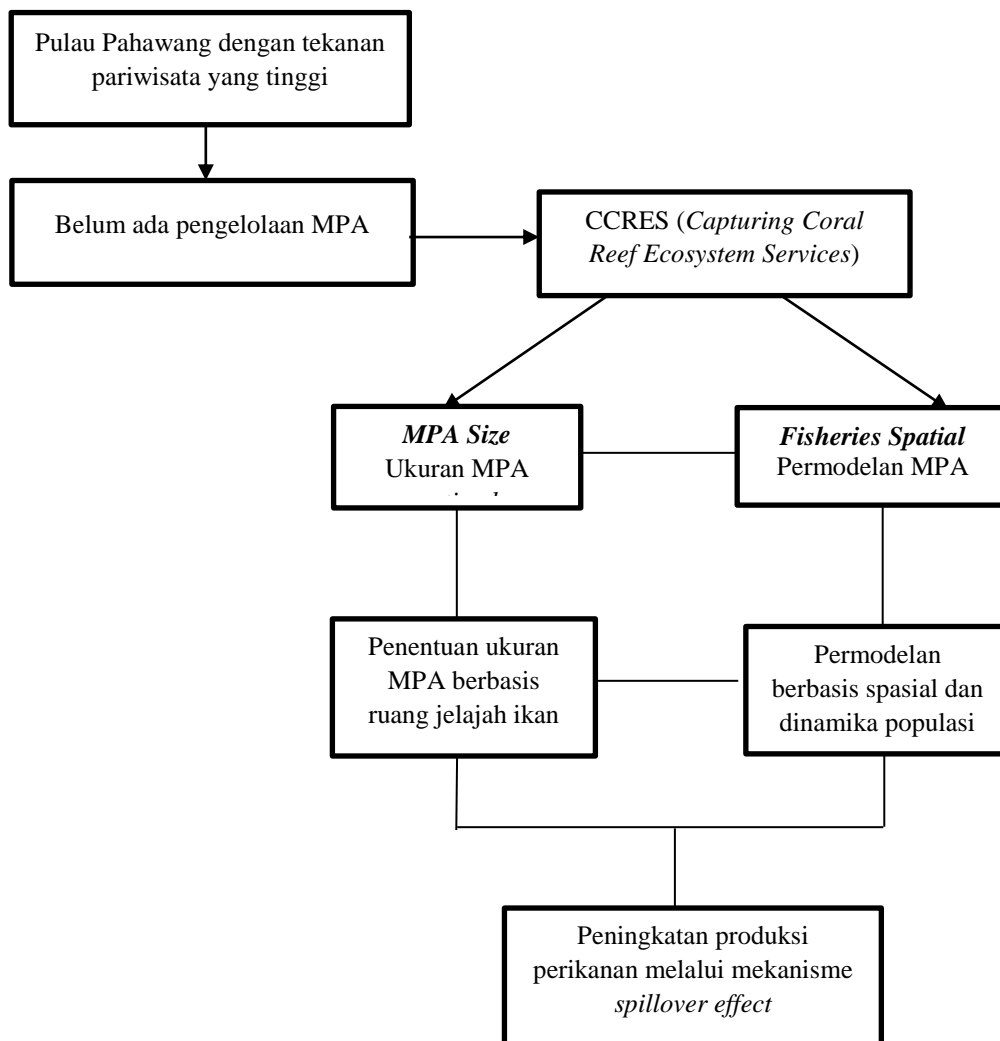 Pulau Pahawang dengan tekanan
pariwisata yang tinggi
Belum ada pengelolaan MPA
CCRES (Capturing Coral
Reef Ecosystem Services)
MPA Size
Ukuran MPA
Fisheries Spatial
Permodelan MPA
Penentuan ukuran
MPA berbasis
ruang jelajah ikan
Permodelan
berbasis spasial dan
dinamika populasi
Peningkatan produksi
perikanan melalui mekanisme
spillover effect